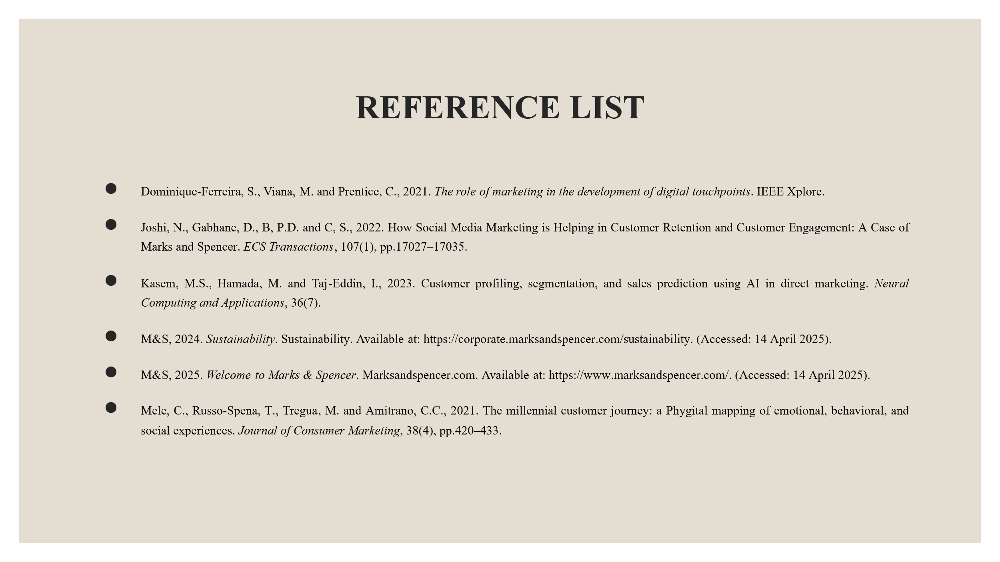 REFERENCE LIST
Dominique-Ferreira, S., Viana, M. and Prentice, C., 2021. The role of marketing in the development of digital touchpoints. IEEE Xplore.
Joshi, N., Gabhane, D., B, P.D. and C, S., 2022. How Social Media Marketing is Helping in Customer Retention and Customer Engagement: A Case of
Marks and Spencer. ECS Transactions, 107(1), pp.17027–17035.
Kasem, M.S., Hamada, M. and Taj-Eddin, I., 2023. Customer profiling, segmentation, and sales prediction using AI in direct marketing. Neural
Computing and Applications, 36(7).
M&S, 2024. Sustainability. Sustainability. Available at: https://corporate.marksandspencer.com/sustainability. (Accessed: 14 April 2025).
M&S, 2025. Welcome to Marks & Spencer. Marksandspencer.com. Available at: https://www.marksandspencer.com/. (Accessed: 14 April 2025).
Mele, C., Russo-Spena, T., Tregua, M. and Amitrano, C.C., 2021. The millennial customer journey: a Phygital mapping of emotional, behavioral, and
social experiences. Journal of Consumer Marketing, 38(4), pp.420–433.